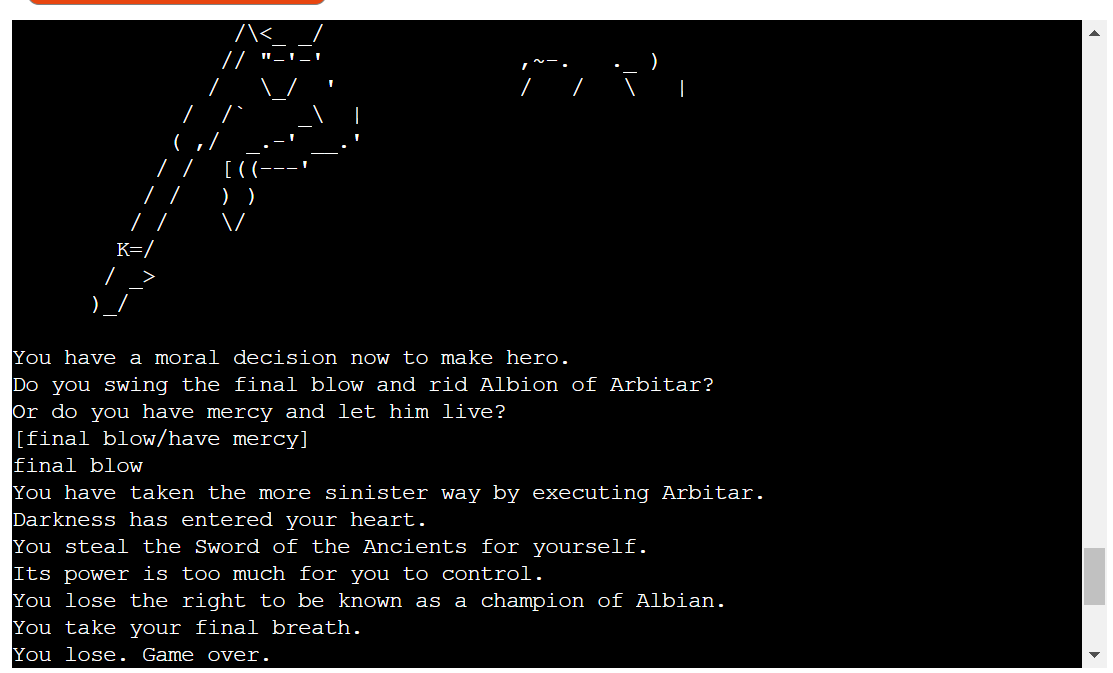 You have a moral decision now to make hero.
Do you swing the final blow and rid Albion of Arbitar?
Or do you have mercy and let him live?
[final blow/have mercy]
final blow
You have taken the more sinister way by executing Arbitar.
Darkness has entered your heart.
You steal the Sword of the Ancients for yourself.
Its power is too much for you to control.
You lose the right to be known as a champion of Albian.
You take your final breath.
You lose. Game over.